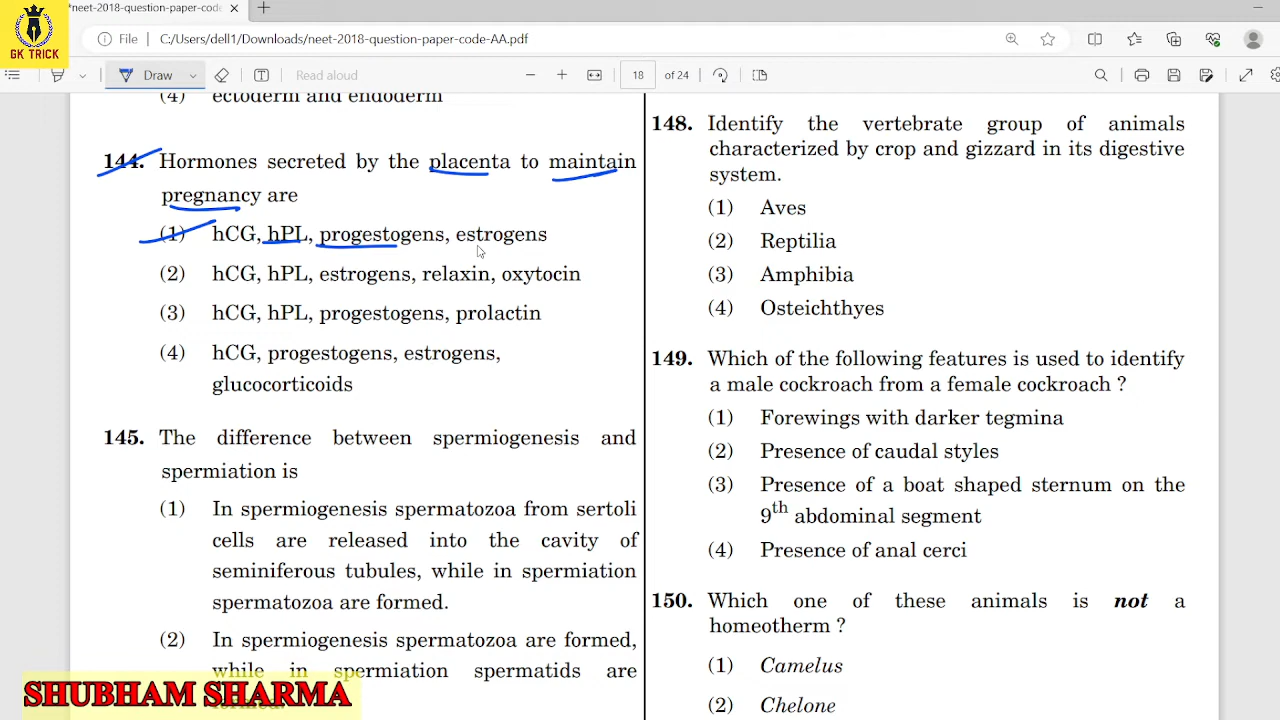 *neet-2018-question-paper-code
GK TRICK
File
C:/Users/dell1/Downloads/neet-2018-question-paper-code-AA.pdf
Draw
Read aloud
18
of 24
(4) ectoderm and endoderm
144. Hormones secreted by the placenta to maintain
pregnancy are
(1) hCG, hPL, progestogens, estrogens
(2) hCG, hPL, estrogens, relaxin, oxytocin
(3) hCG, hPL, progestogens, prolactin
(4) hCG, progestogens, estrogens,
glucocorticoids
145. The difference between spermiogenesis and
spermiation is
(1) In spermiogenesis spermatozoa from sertoli
cells are released into the cavity of
seminiferous tubules, while in spermiation
spermatozoa are formed.
(2) In spermiogenesis spermatozoa are formed,
while in spermiation spermatids are
formed.
148. Identify the vertebrate group of animals
characterized by crop and gizzard in its digestive
system.
(1) Aves
(2) Reptilia
(3) Amphibia
(4) Osteichthyes
149. Which of the following features is used to identify
a male cockroach from a female cockroach ?
(1) Forewings with darker tegmina
(2) Presence of caudal styles
(3) Presence of a boat shaped sternum on the
9th abdominal segment
(4) Presence of anal cerci
150. Which one of these animals is not a
homeotherm ?
(1) Camelus
(2) Chelone
SHUBHAM SHARMA